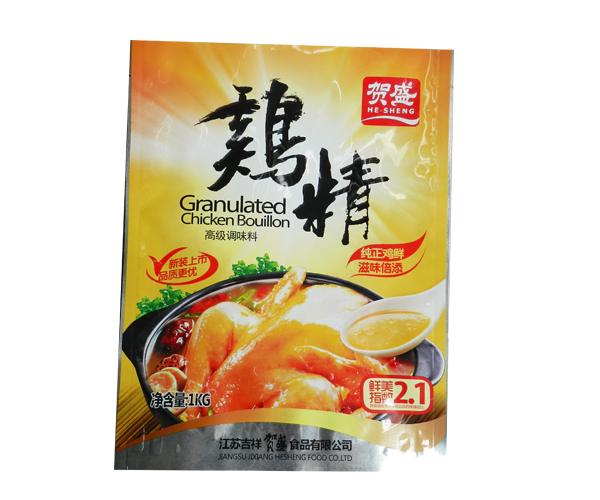 贺盛
HE-SHENG
鷄精
Granulated
Chicken Bouillon
高级调味料
新装上市
品质更优
纯正鸡鲜
滋味倍添
净含量:1KG
鲜美
指数2.1
江苏吉祥贺盛食品有限公司
JIANGSU JIXIANG HESHENG FOOD CO.,LTD